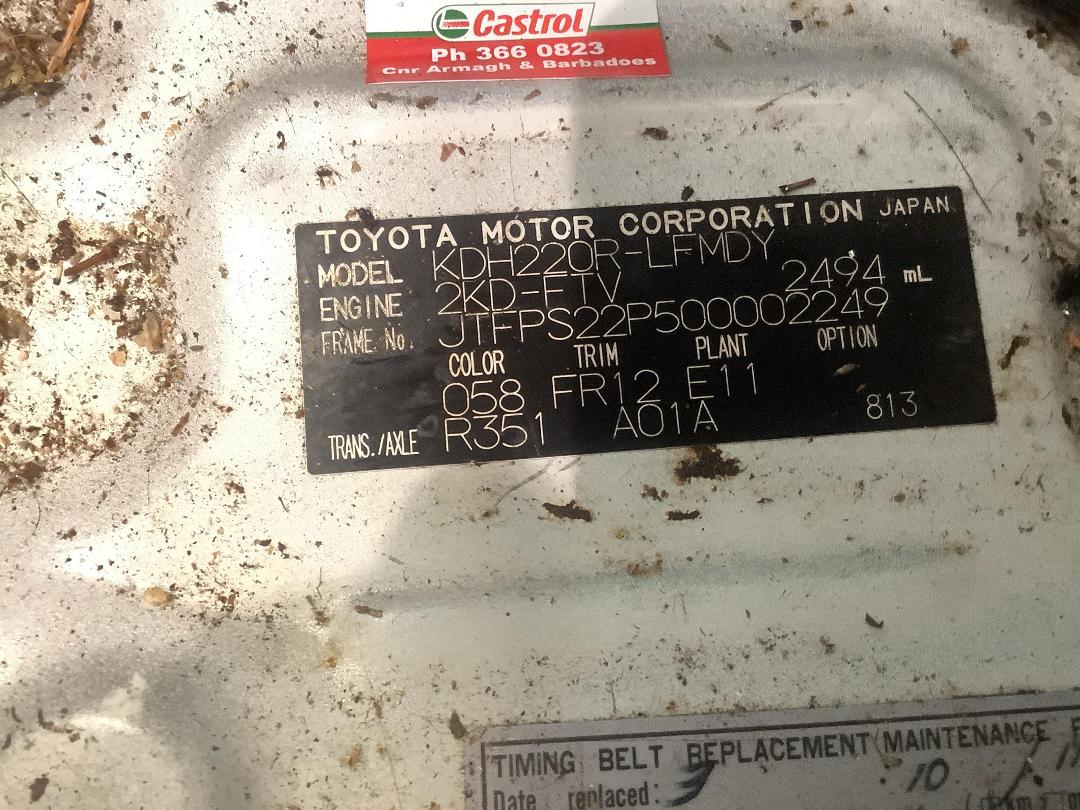 Castrol
Ph 366 0823
Cnr Armagh & Barbadoes
TOYOTA MOTOR CORPORATION JAPAN
MODEL KDH220R-LFMDY
ENGINE 2KD-FTV 2494 mL
FRAME No. JTFPS22P500002249
COLOR TRIM PLANT OPTION
058 FR12 E11
TRANS./AXLE R351 A01A 813
TIMING BELT REPLACEMENT (MAINTENANCE
Date replaced: 10